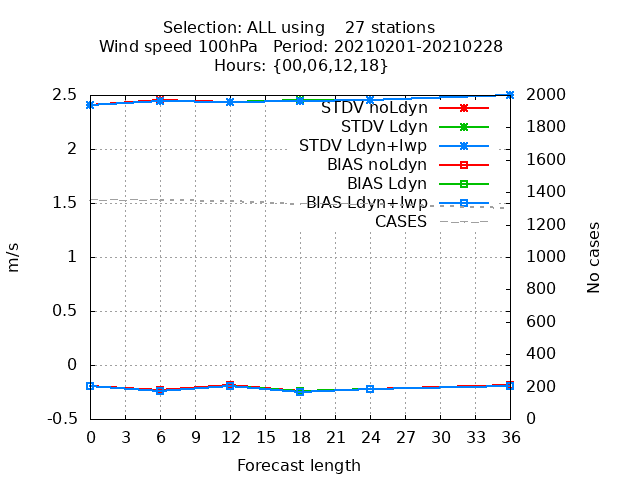 Selection: ALL using 27 stations
Wind speed 100hPa Period: 20210201-20210228
Hours: {00,06,12,18}
2.5
2
1.5
1
0.5
0
-0.5
m/s
STDV noLdyn
STDV Ldyn
STDV Ldyn+lwp
BIAS noLdyn
BIAS Ldyn
BIAS Ldyn+lwp
CASES
2000
1800
1600
1400
1200
1000
800
600
400
200
0
No cases
0 3 6 9 12 15 18 21 24 27 30 33 36
Forecast length